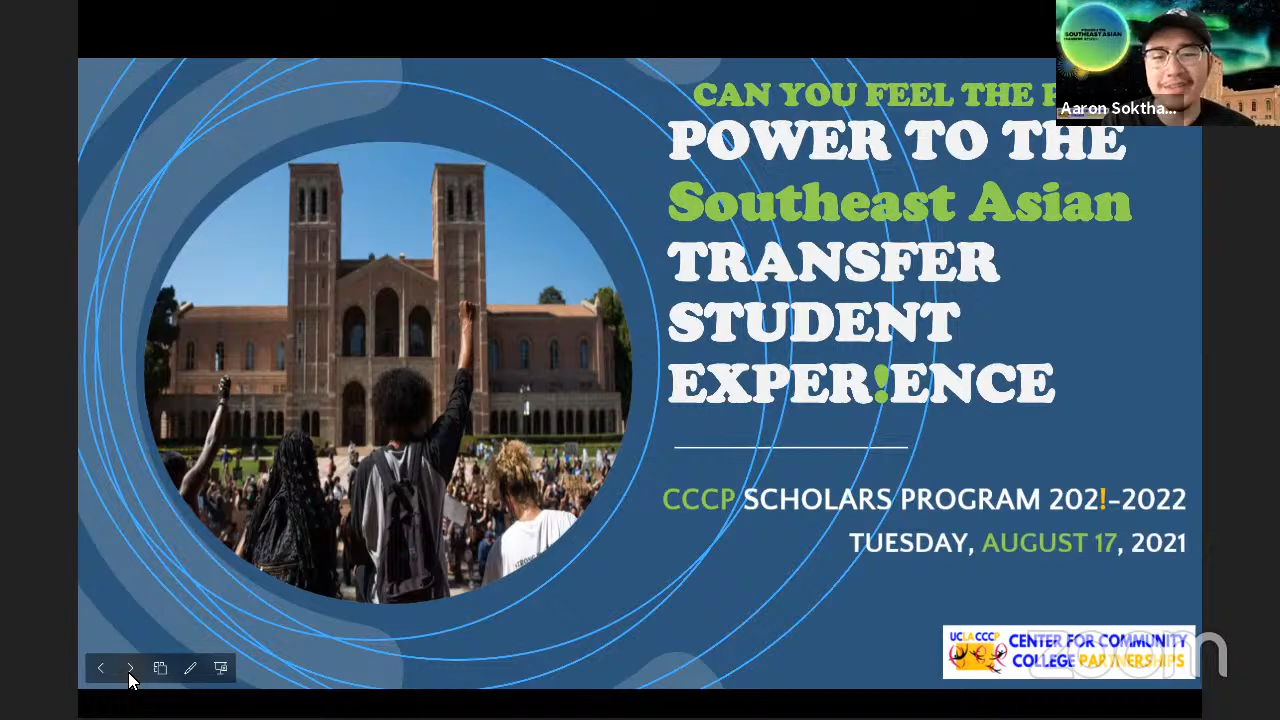 CAN YOU FEEL THE
POWER TO THE
Southeast Asian
TRANSFER
STUDENT
EXPER!ENCE
CCCP SCHOLARS PROGRAM 202!-2022
TUESDAY, AUGUST 17, 2021
SOUTHEAST ASIAN
Aaron Soktha...
UCLA CCCP
CENTER FOR COMMUNITY
COLLEGE PARTNERSHIPS
zoom